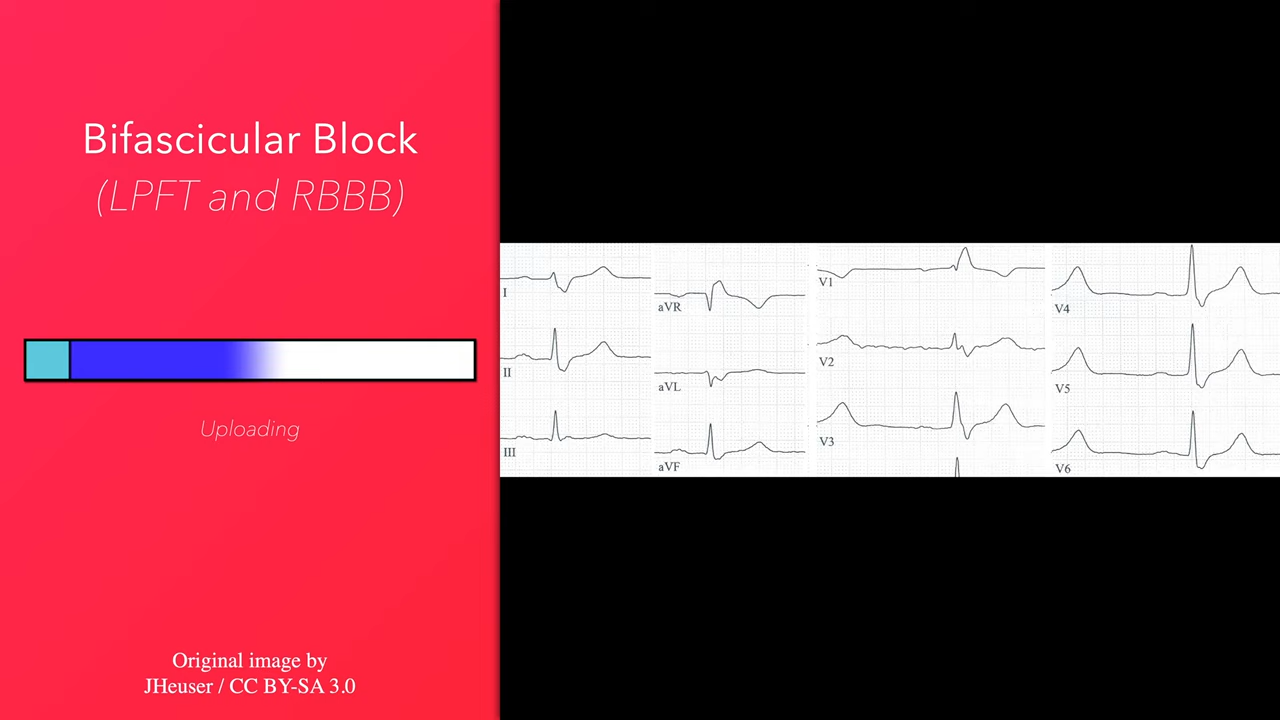 Bifascicular Block
(LPFT and RBBB)
Uploading
Original image by
JHeuser / CC BY-SA 3.0
I
II
III
aVR
aVL
aVF
V1
V2
V3
V4
V5
V6